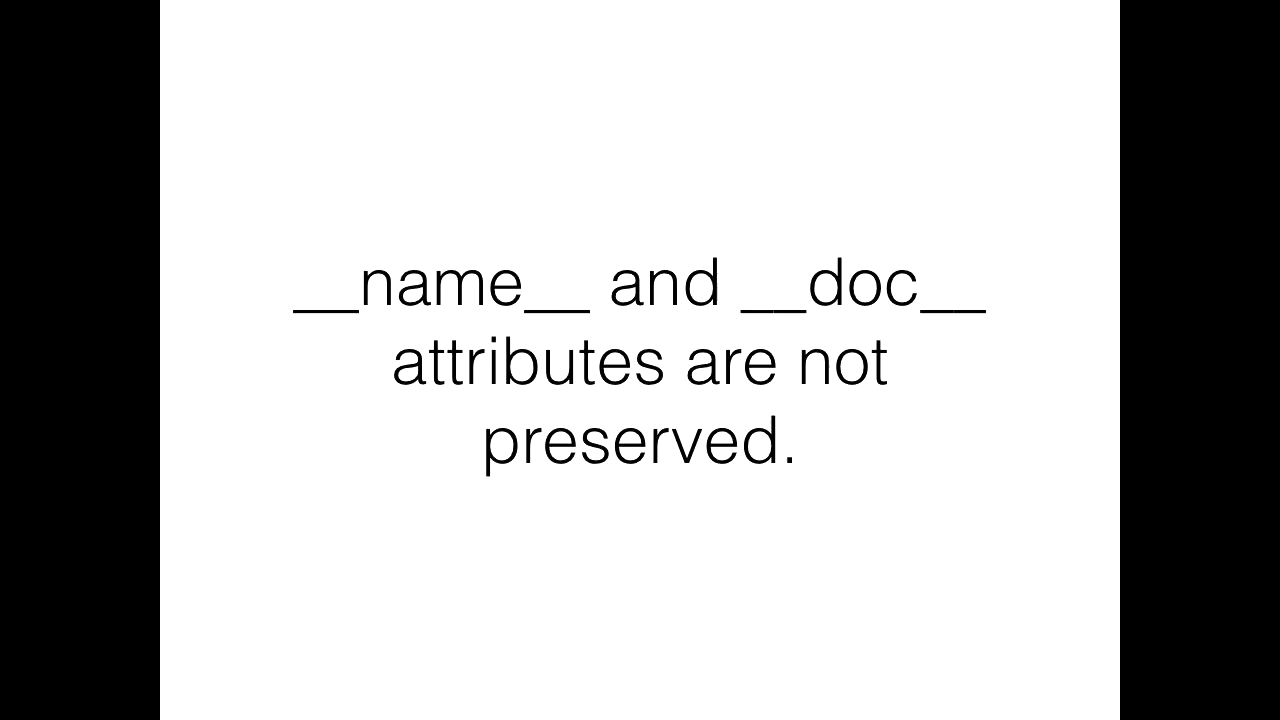 __name__ and __doc__
attributes are not
preserved.